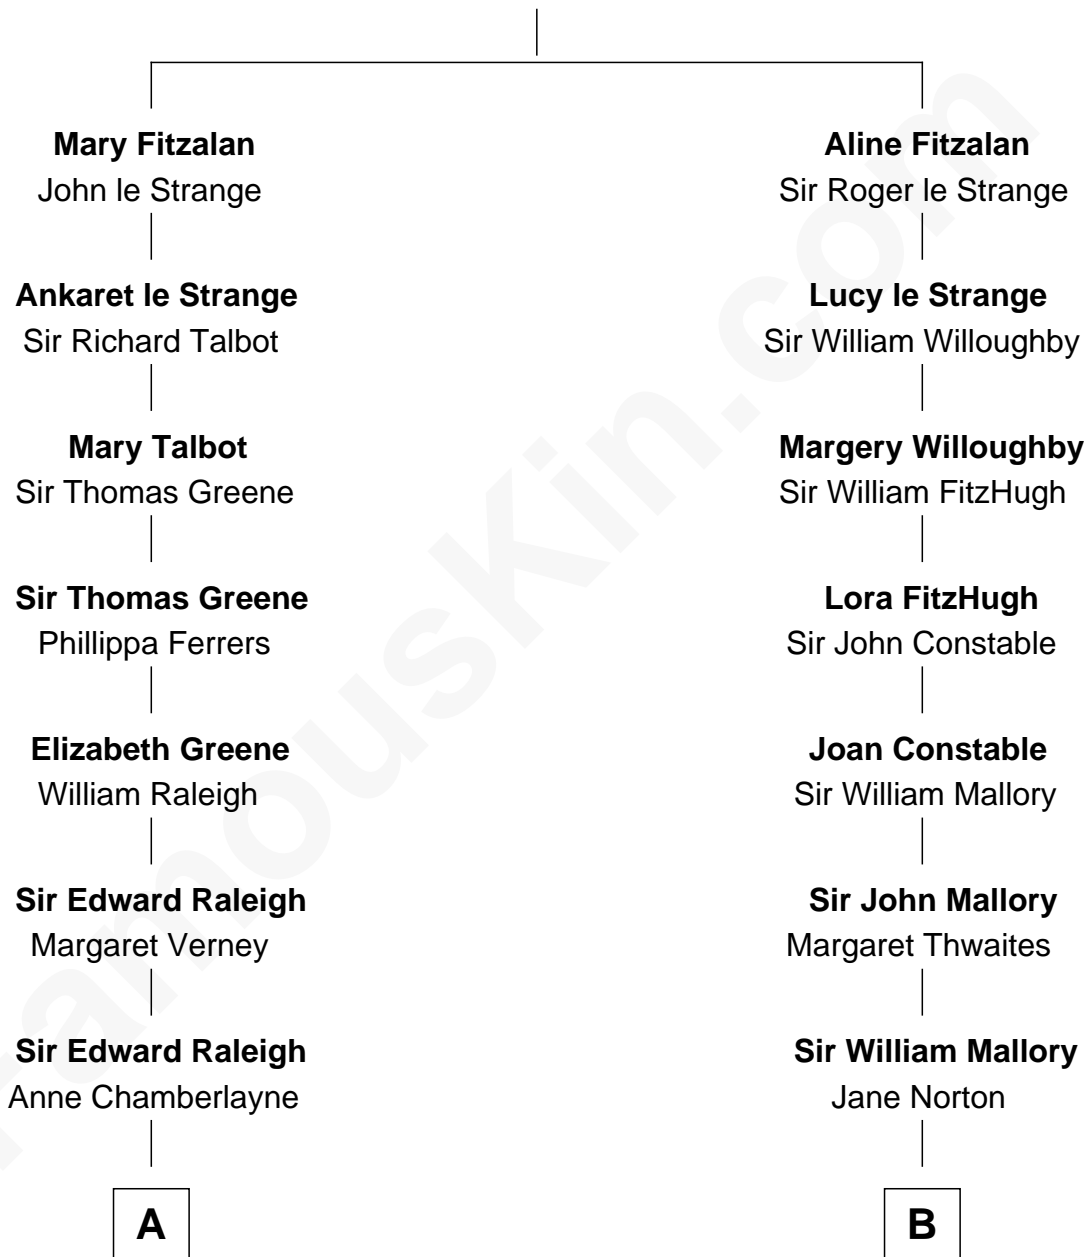 Mary Fitzalan
John le Strange
Aline Fitzalan
Sir Roger le Strange
Ankaret le Strange
Sir Richard Talbot
Lucy le Strange
Sir William Willoughby
Mary Talbot
Sir Thomas Greene
Margery Willoughby
Sir William FitzHugh
Sir Thomas Greene
Phillippa Ferrers
Lora FitzHugh
Sir John Constable
Elizabeth Greene
William Raleigh
Joan Constable
Sir William Mallory
Sir Edward Raleigh
Margaret Verney
Sir John Mallory
Margaret Thwaites
Sir Edward Raleigh
Anne Chamberlayne
Sir William Mallory
Jane Norton
A
B
FamousKin.com